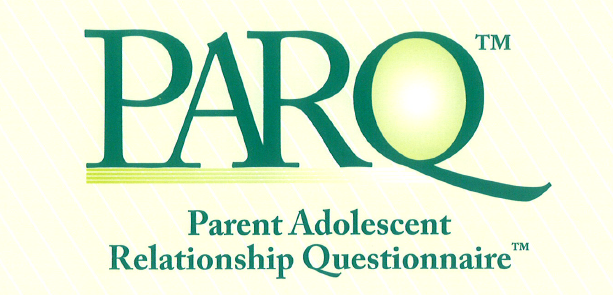 PARQ™
Parent Adolescent
Relationship Questionnaire™